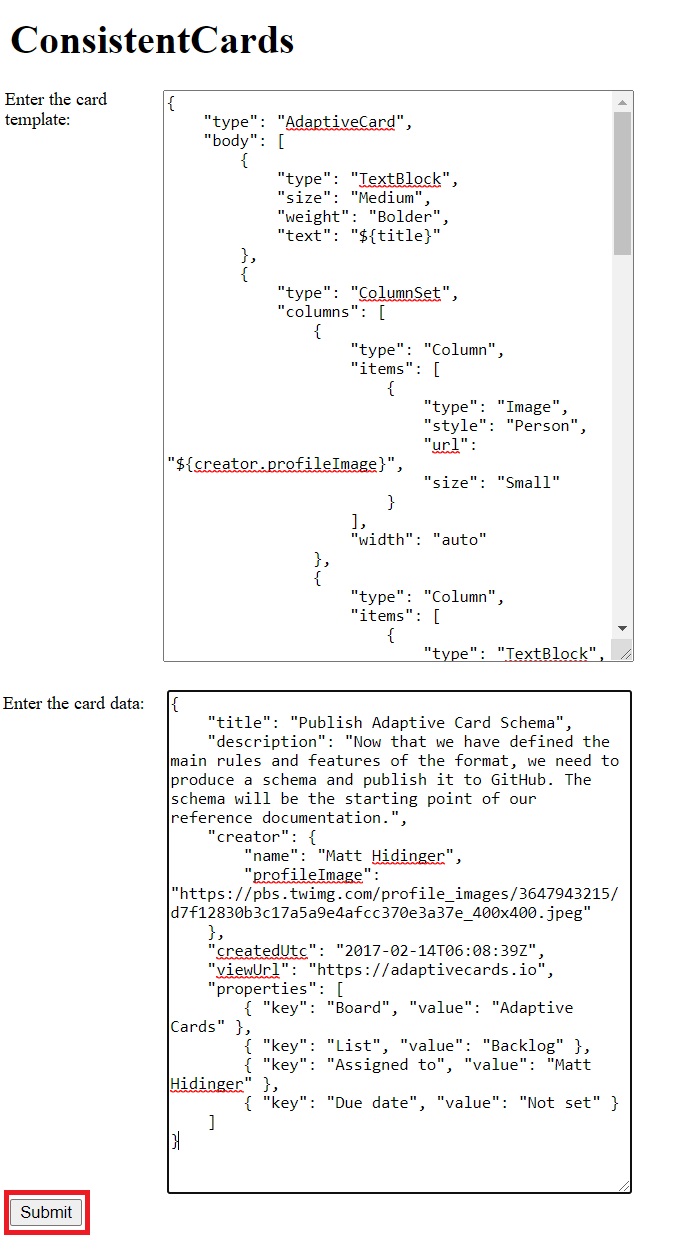 ConsistentCards
Enter the card
template:
{
    "type": "AdaptiveCard",
    "body": [
        {
            "type": "TextBlock",
            "size": "Medium",
            "weight": "Bolder",
            "text": "${title}"
        },
        {
            "type": "ColumnSet",
            "columns": [
                {
                    "type": "Column",
                    "items": [
                        {
                            "type": "Image",
                            "style": "Person",
                            "url":
"${creator.profileImage}",
                            "size": "Small"
                        }
                    ],
                    "width": "auto"
                },
                {
                    "type": "Column",
                    "items": [
                        {
                            "type": "TextBlock",
Enter the card data:
{
    "title": "Publish Adaptive Card Schema",
    "description": "Now that we have defined the
main rules and features of the format, we need to
produce a schema and publish it to GitHub. The
schema will be the starting point of our
reference documentation.",
    "creator": {
        "name": "Matt Hidinger",
        "profileImage":
"https://pbs.twimg.com/profile_images/3647943215/
d7f12830b3c17a5a9e4afcc370e3a37e_400x400.jpeg"
    },
    "createdUtc": "2017-02-14T06:08:39Z",
    "viewUrl": "https://adaptivecards.io",
    "properties": [
        { "key": "Board", "value": "Adaptive
Cards" },
        { "key": "List", "value": "Backlog" },
        { "key": "Assigned to", "value": "Matt
Hidinger" },
        { "key": "Due date", "value": "Not set" }
    ]
}
Submit